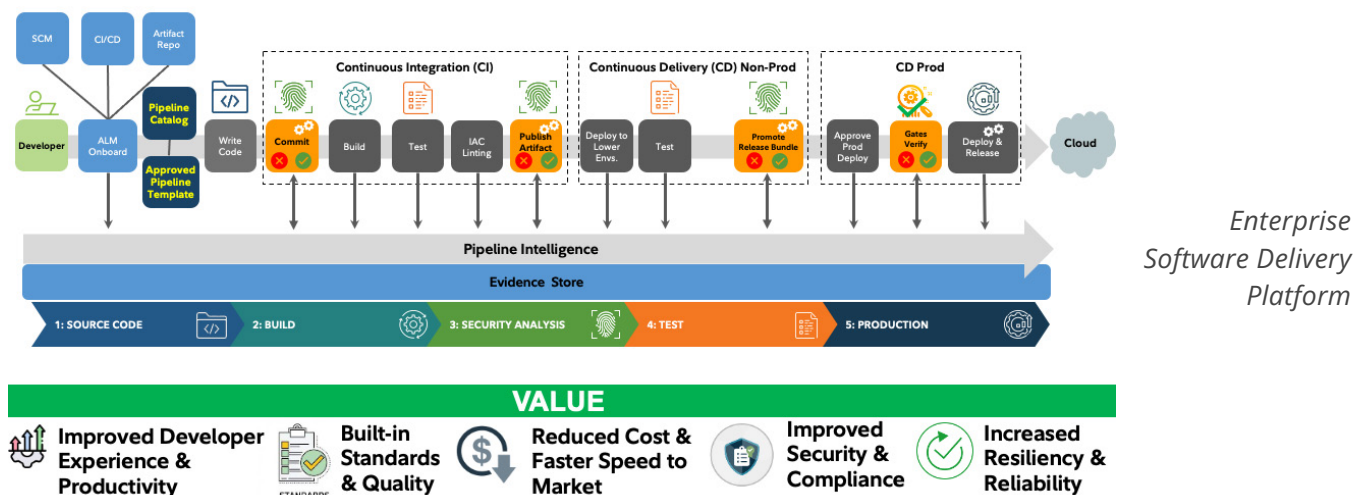 SCM
CI/CD
Artifact
Repo
Developer
ALM
Onboard
Pipeline
Catalog
Approved
Pipeline
Template
Write
Code
Continuous Integration (CI)
Commit
Build
Test
IAC
Linting
Publish
Artifact
Continuous Delivery (CD) Non-Prod
Deploy to
Lower
Envs.
Test
Promote
Release Bundle
CD Prod
Approve
Prod
Deploy
Gates
Verify
Deploy &
Release
Cloud
Pipeline Intelligence
Evidence Store
1: SOURCE CODE
2: BUILD
3: SECURITY ANALYSIS
4: TEST
5: PRODUCTION
Enterprise
Software Delivery
Platform
VALUE
Improved Developer
Experience &
Productivity
STANDARDS
Built-in
Standards
& Quality
Reduced Cost &
Faster Speed to
Market
Improved
Security &
Compliance
Increased
Resiliency &
Reliability